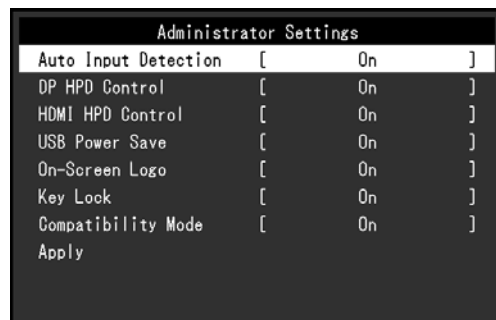 Administrator Settings
Auto Input Detection [ On ]
DP HPD Control [ On ]
HDMI HPD Control [ On ]
USB Power Save [ On ]
On-Screen Logo [ On ]
Key Lock [ On ]
Compatibility Mode [ On ]
Apply